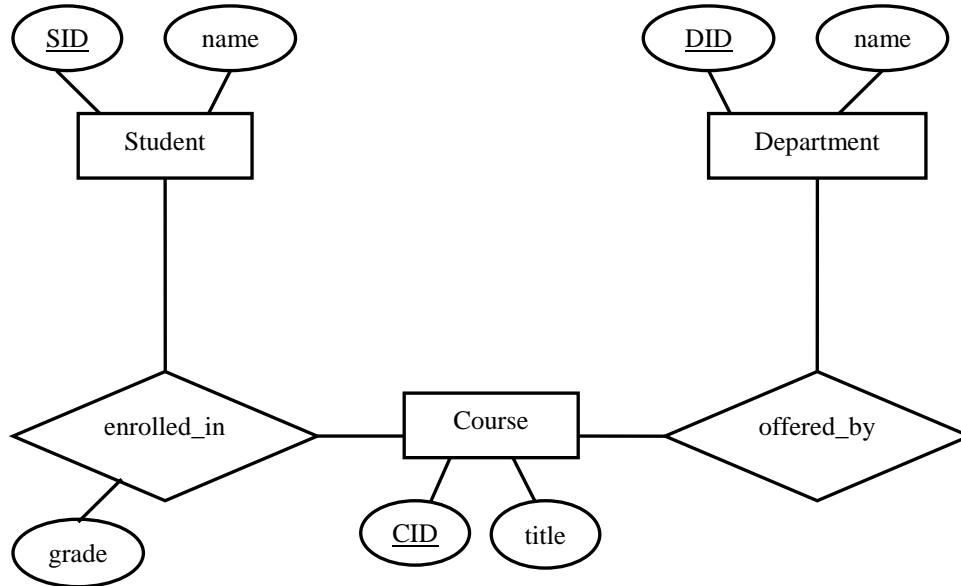 SID
name
DID
name
Student
Department
enrolled_in
Course
offered_by
CID
title
grade